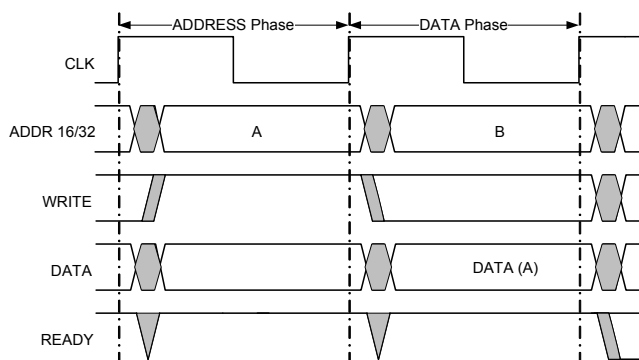 ADDRESS Phase DATA Phase
CLK
ADDR 16/32 A B
WRITE
DATA DATA (A)
READY